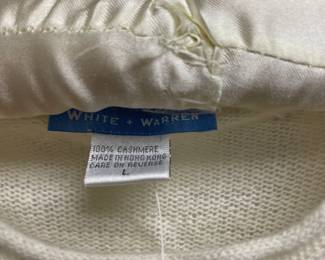 WHITE + WARREN
100% CASHMERE
MADE IN HONG KONG
CARE ON REVERSE
L